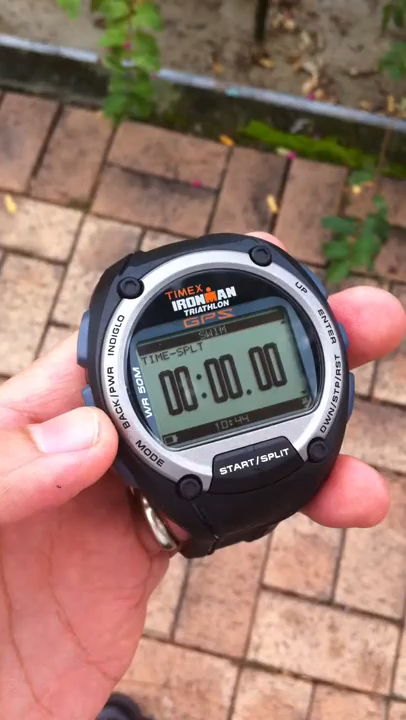 TIMEX
IRONMAN
TRIATHLON
GPS
SWIM
TIME-SPLT
00:00.00
10:44
START/SPLIT
INDIGLO
BACK/PWR
MODE
WR 50M
UP
ENTER
DWN/STP/RST